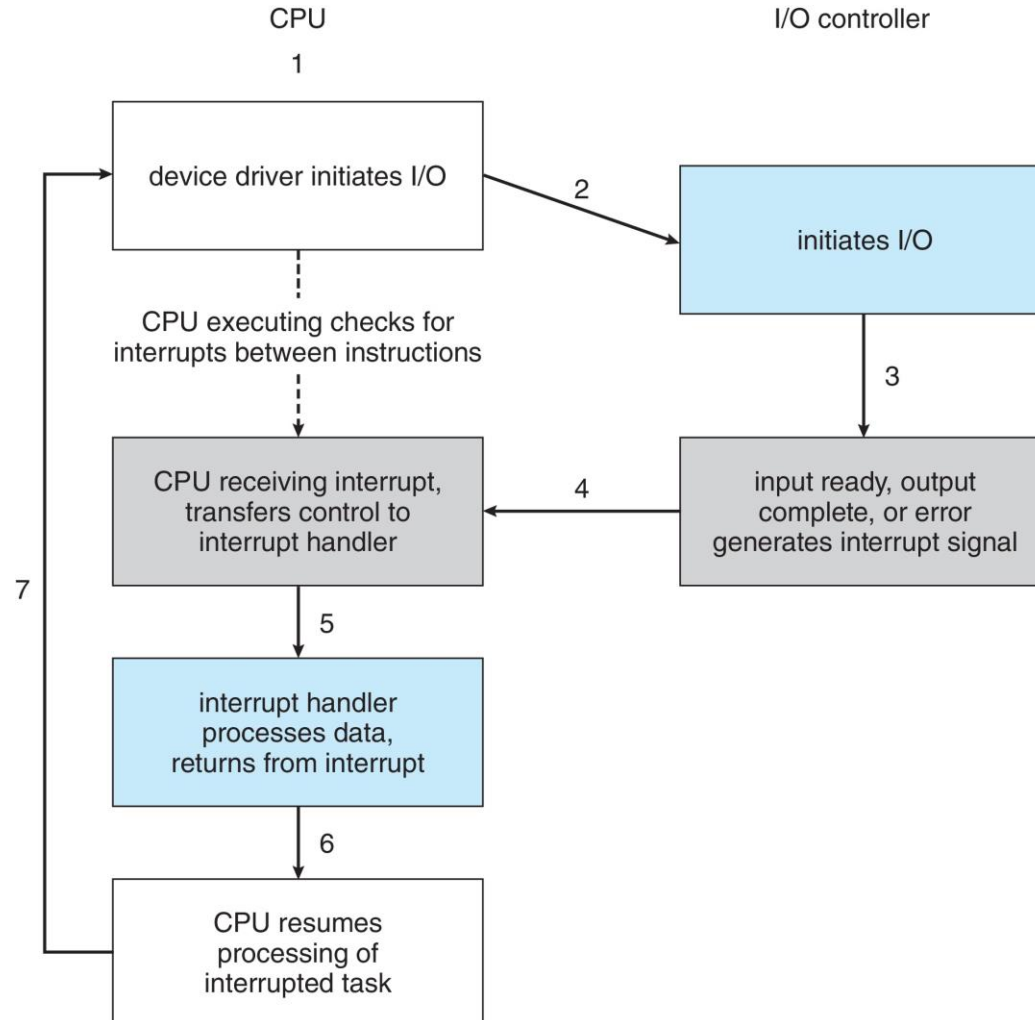 CPU
I/O controller
1
device driver initiates I/O
2
initiates I/O
CPU executing checks for
interrupts between instructions
3
CPU receiving interrupt,
transfers control to
interrupt handler
4
input ready, output
complete, or error
generates interrupt signal
7
5
interrupt handler
processes data,
returns from interrupt
6
CPU resumes
processing of
interrupted task